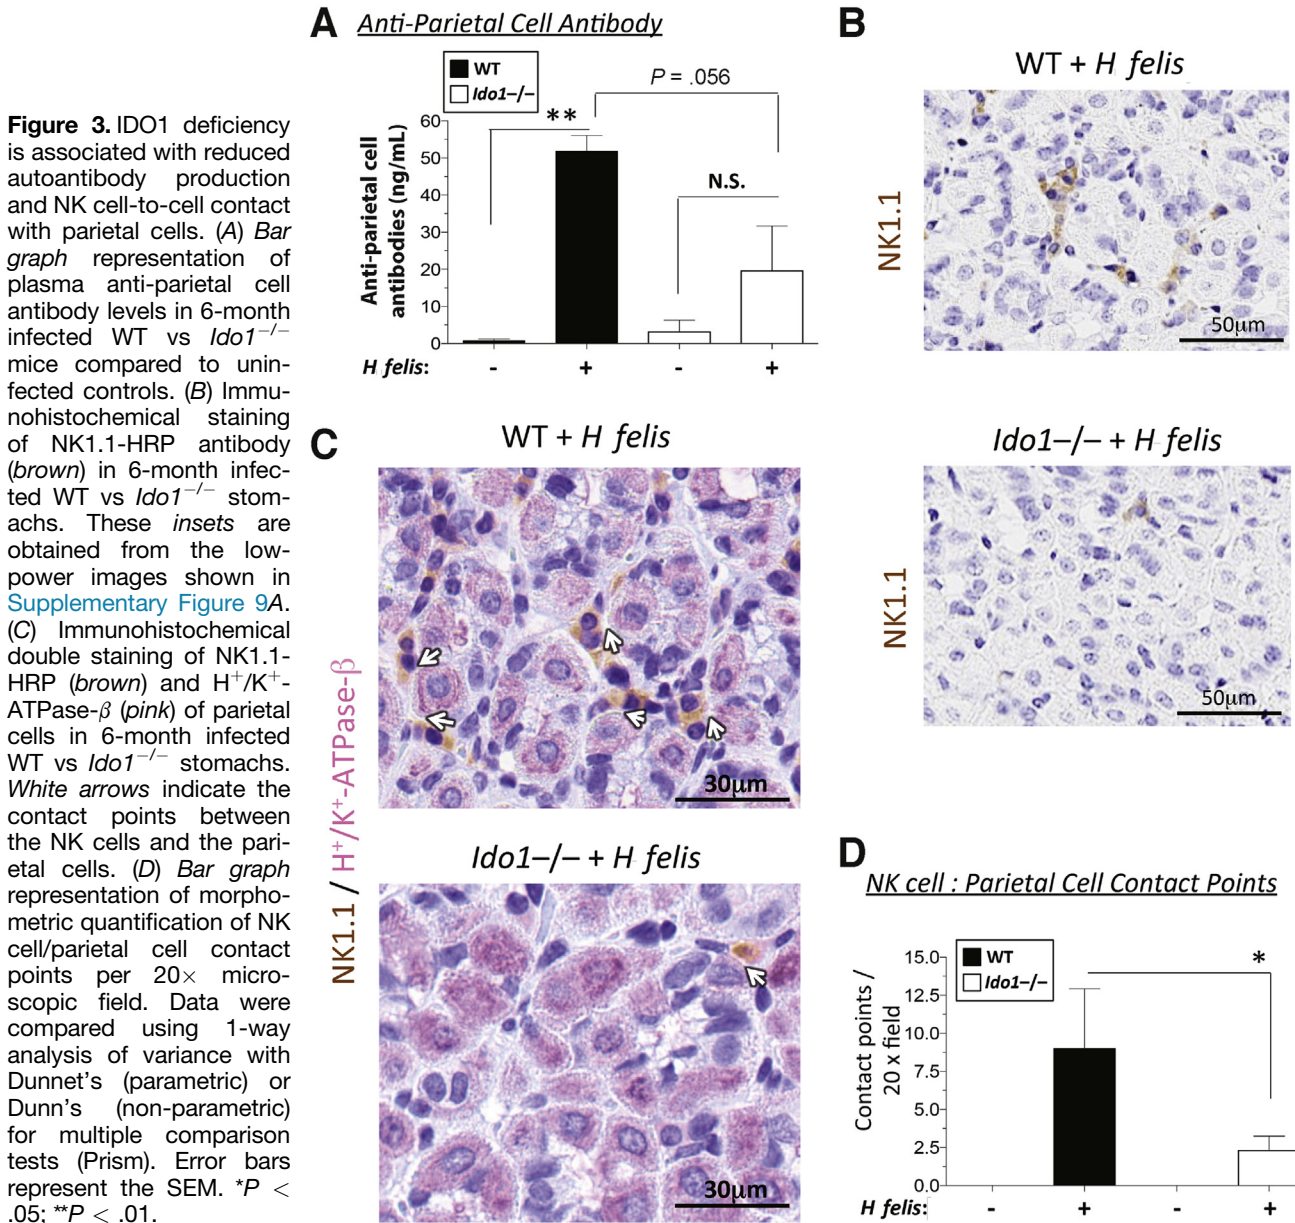 Figure 3. IDO1 deficiency
is associated with reduced
autoantibody production
and NK cell-to-cell contact
with parietal cells. (A) Bar
graph representation of
plasma anti-parietal cell
antibody levels in 6-month
infected WT vs Ido1−/−
mice compared to unin-
fected controls. (B) Immu-
nohistochemical staining
of NK1.1-HRP antibody
(brown) in 6-month infec-
ted WT vs Ido1−/− stom-
achs. These insets are
obtained from the low-
power images shown in
Supplementary Figure 9A.
(C) Immunohistochemical
double staining of NK1.1-
HRP (brown) and H+/K+-
ATPase-β (pink) of parietal
cells in 6-month infected
WT vs Ido1−/− stomachs.
White arrows indicate the
contact points between
the NK cells and the pari-
etal cells. (D) Bar graph
representation of morpho-
metric quantification of NK
cell/parietal cell contact
points per 20× micro-
scopic field. Data were
compared using 1-way
analysis of variance with
Dunnet's (parametric) or
Dunn's (non-parametric)
for multiple comparison
tests (Prism). Error bars
represent the SEM. *P <
.05; **P < .01.
A
Anti-Parietal Cell Antibody
WT
Ido1–/–
**
P = .056
N.S.
Anti-parietal cell
antibodies (ng/mL)
60
50
40
30
20
10
0
H felis:
- + - +
B
WT + H felis
NK1.1
50μm
Ido1–/– + H felis
NK1.1
50μm
C
WT + H felis
30μm
NK1.1 / H+/K+-ATPase-β
Ido1–/– + H felis
30μm
D
NK cell : Parietal Cell Contact Points
WT
Ido1–/–
*
Contact points /
20 x field
15.0
12.5
10.0
7.5
5.0
2.5
0.0
H felis:
- + - +